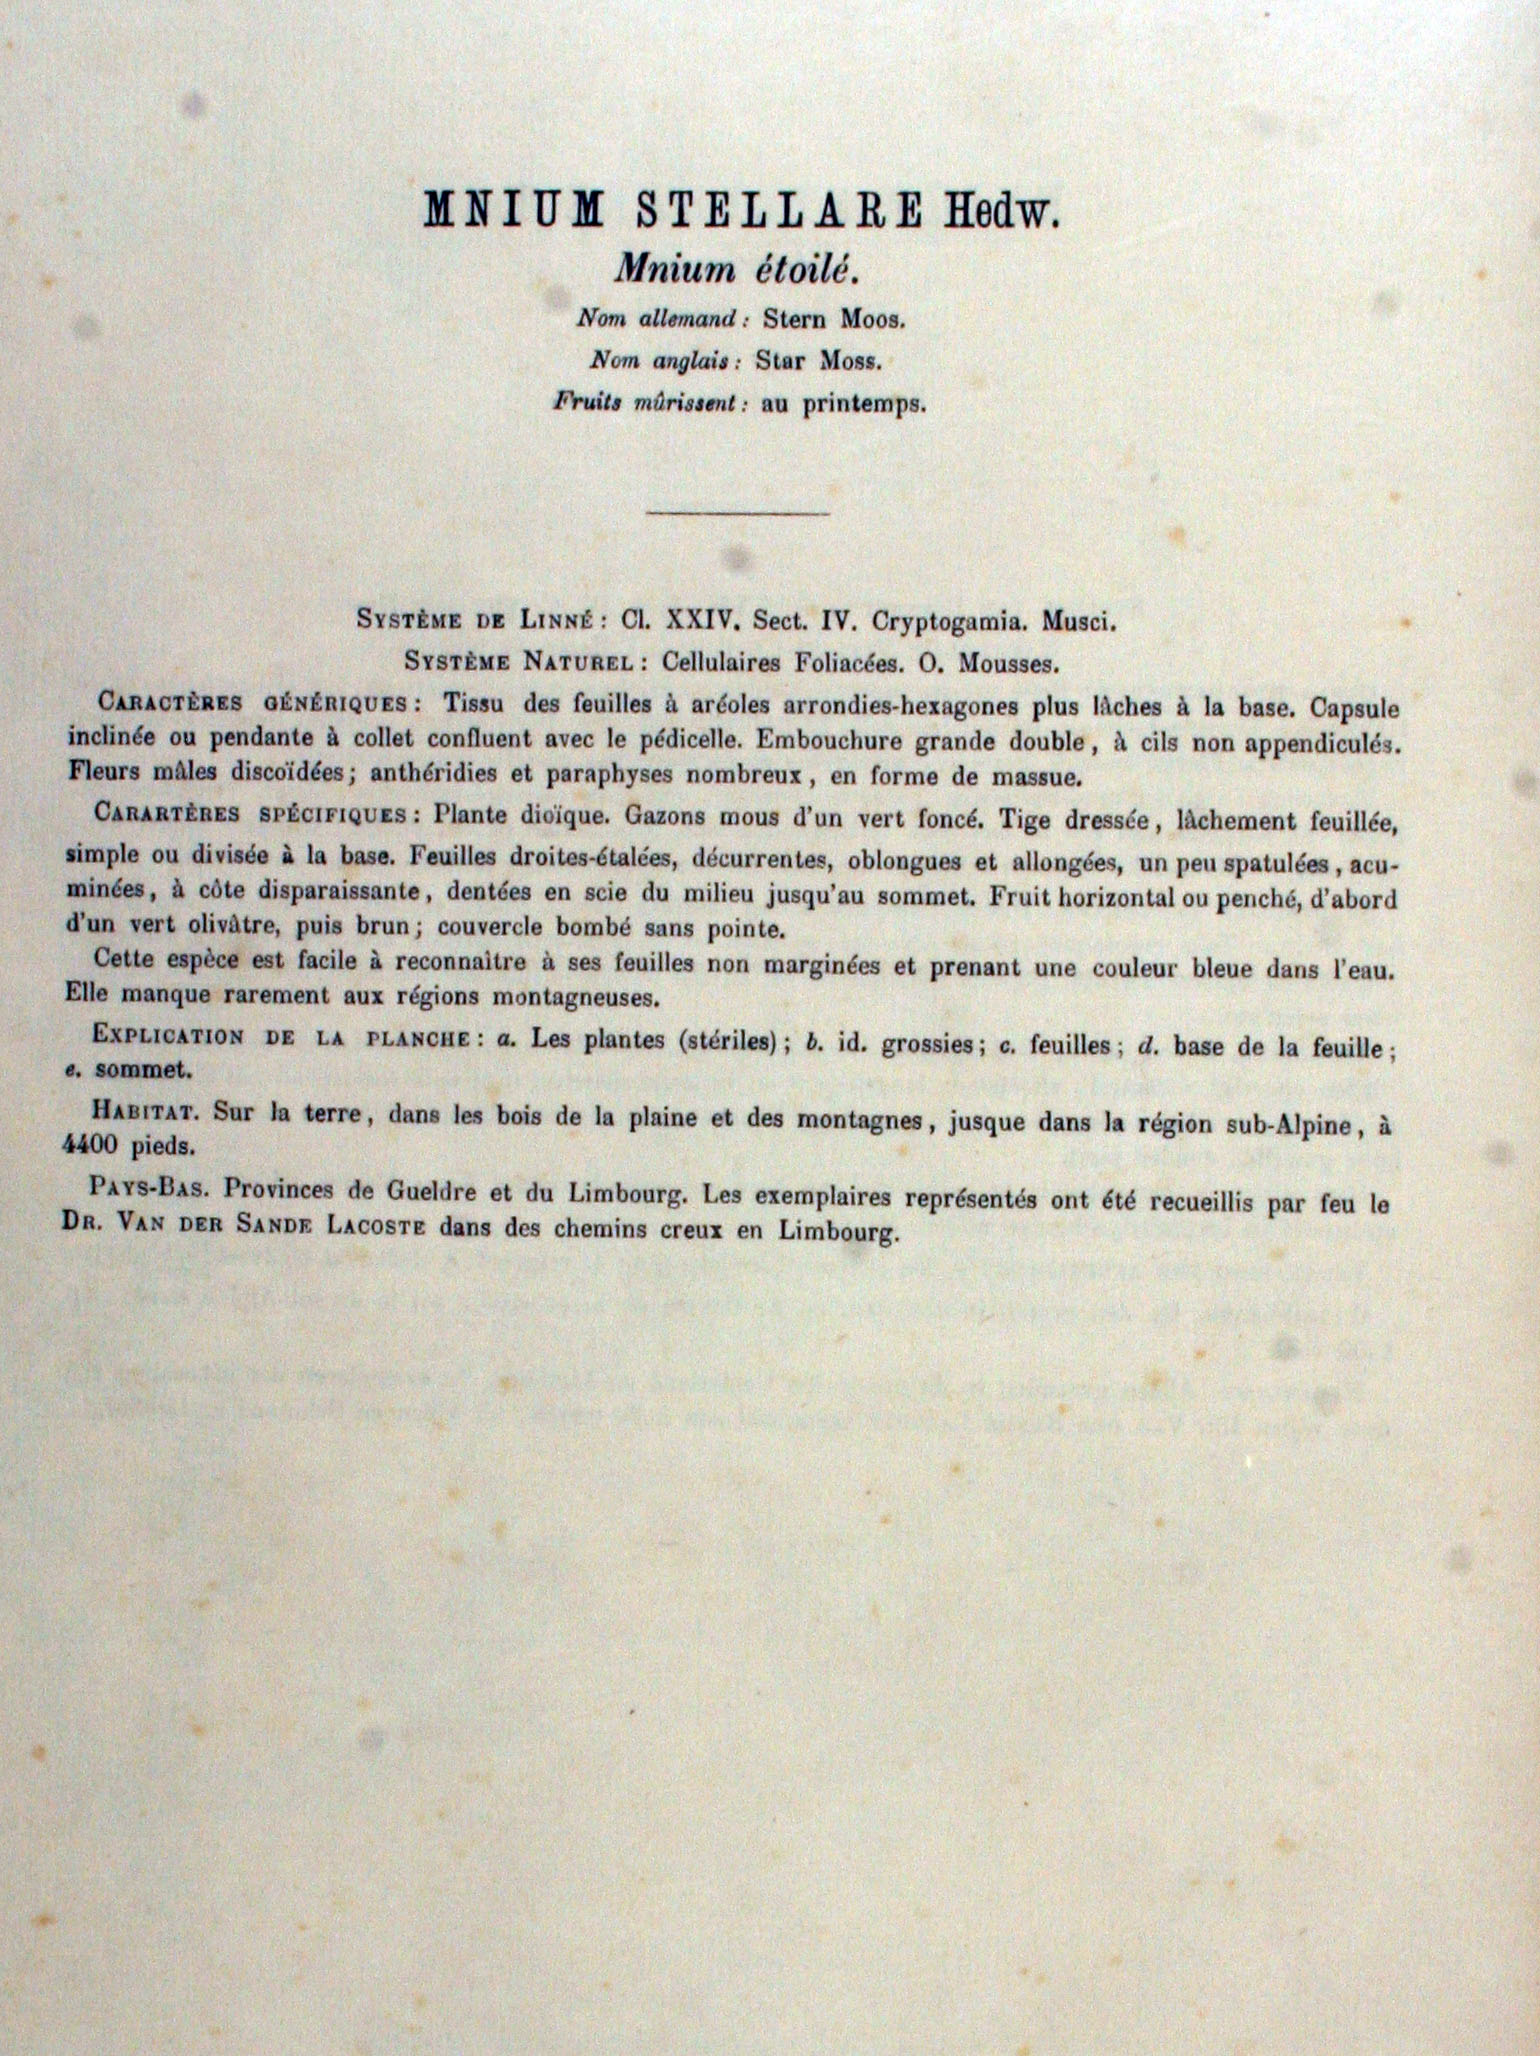 MNIUM STELLARE Hedw.
Mnium étoilé.
Nom allemand: Stern Moos.
Nom anglais: Star Moss.
Fruits mûrissent: au printemps.
Système de Linné: Cl. XXIV. Sect. IV. Cryptogamia. Musci.
Système Naturel: Cellulaires Foliacées. O. Mousses.
Caractères génériques: Tissu des feuilles à aréoles arrondies-hexagones plus lâches à la base. Capsule
inclinée ou pendante à collet confluent avec le pédicelle. Embouchure grande double, à cils non appendiculés.
Fleurs mâles discoïdées; anthéridies et paraphyses nombreux, en forme de massue.
Carartères spécifiques: Plante dioïque. Gazons mous d'un vert foncé. Tige dressée, lâchement feuillée,
simple ou divisée à la base. Feuilles droites-étalées, décurrentes, oblongues et allongées, un peu spatulées, acu-
minées, à côte disparaissante, dentées en scie du milieu jusqu'au sommet. Fruit horizontal ou penché, d'abord
d'un vert olivâtre, puis brun; couvercle bombé sans pointe.
Cette espèce est facile à reconnaître à ses feuilles non marginées et prenant une couleur bleue dans l'eau.
Elle manque rarement aux régions montagneuses.
Explication de la planche: a. Les plantes (stériles); b. id. grossies; c. feuilles; d. base de la feuille;
e. sommet.
Habitat. Sur la terre, dans les bois de la plaine et des montagnes, jusque dans la région sub-Alpine, à
4400 pieds.
Pays-Bas. Provinces de Gueldre et du Limbourg. Les exemplaires représentés ont été recueillis par feu le
Dr. Van der Sande Lacoste dans des chemins creux en Limbourg.